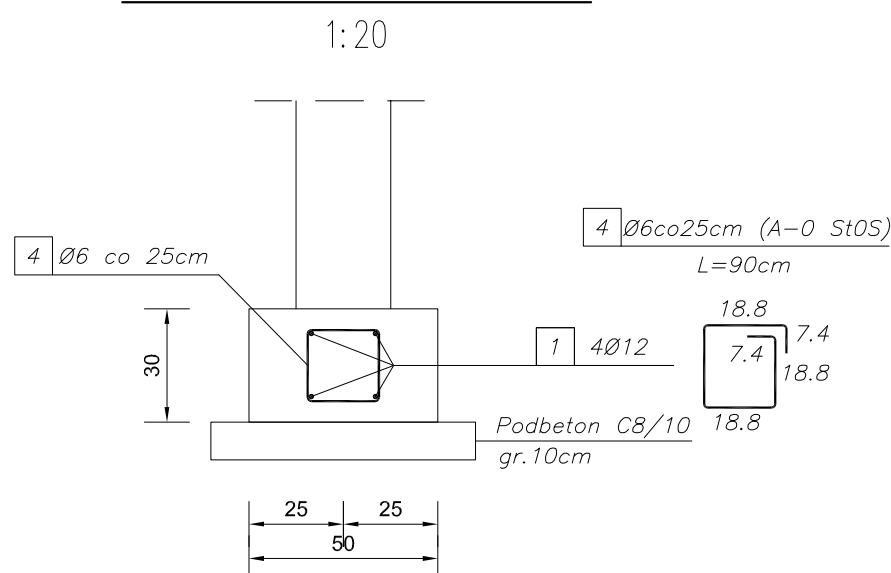 1:20
4 Ø6co25cm (A-0 St0S)
L=90cm
4 Ø6 co 25cm
18.8
7.4
7.4
18.8
18.8
30
1 4Ø12
Podbeton C8/10
gr.10cm
25 25
50